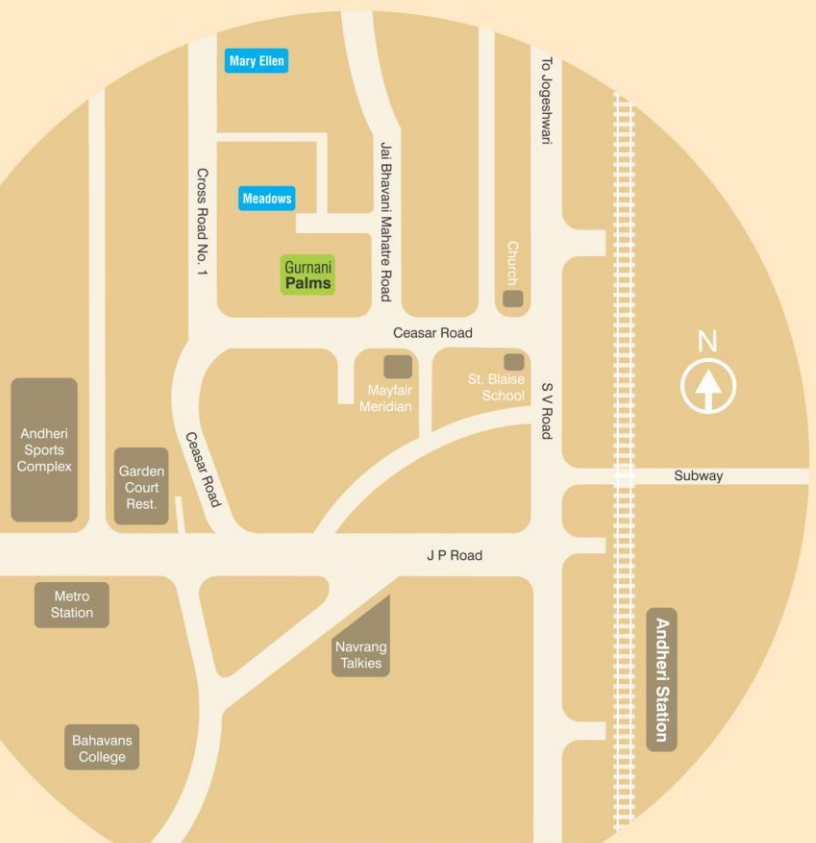 Mary Ellen
To Jogeshwari
Jai Bhavani Mahatre Road
Cross Road No. 1
Meadows
Church
Gurnani
Palms
Ceasar Road
N
Mayfair
Meridian
St. Blaise
School
S V Road
Andheri
Sports
Complex
Ceasar Road
Garden
Court
Rest.
Subway
J P Road
Metro
Station
Navrang
Talkies
Andheri Station
Bahavans
College